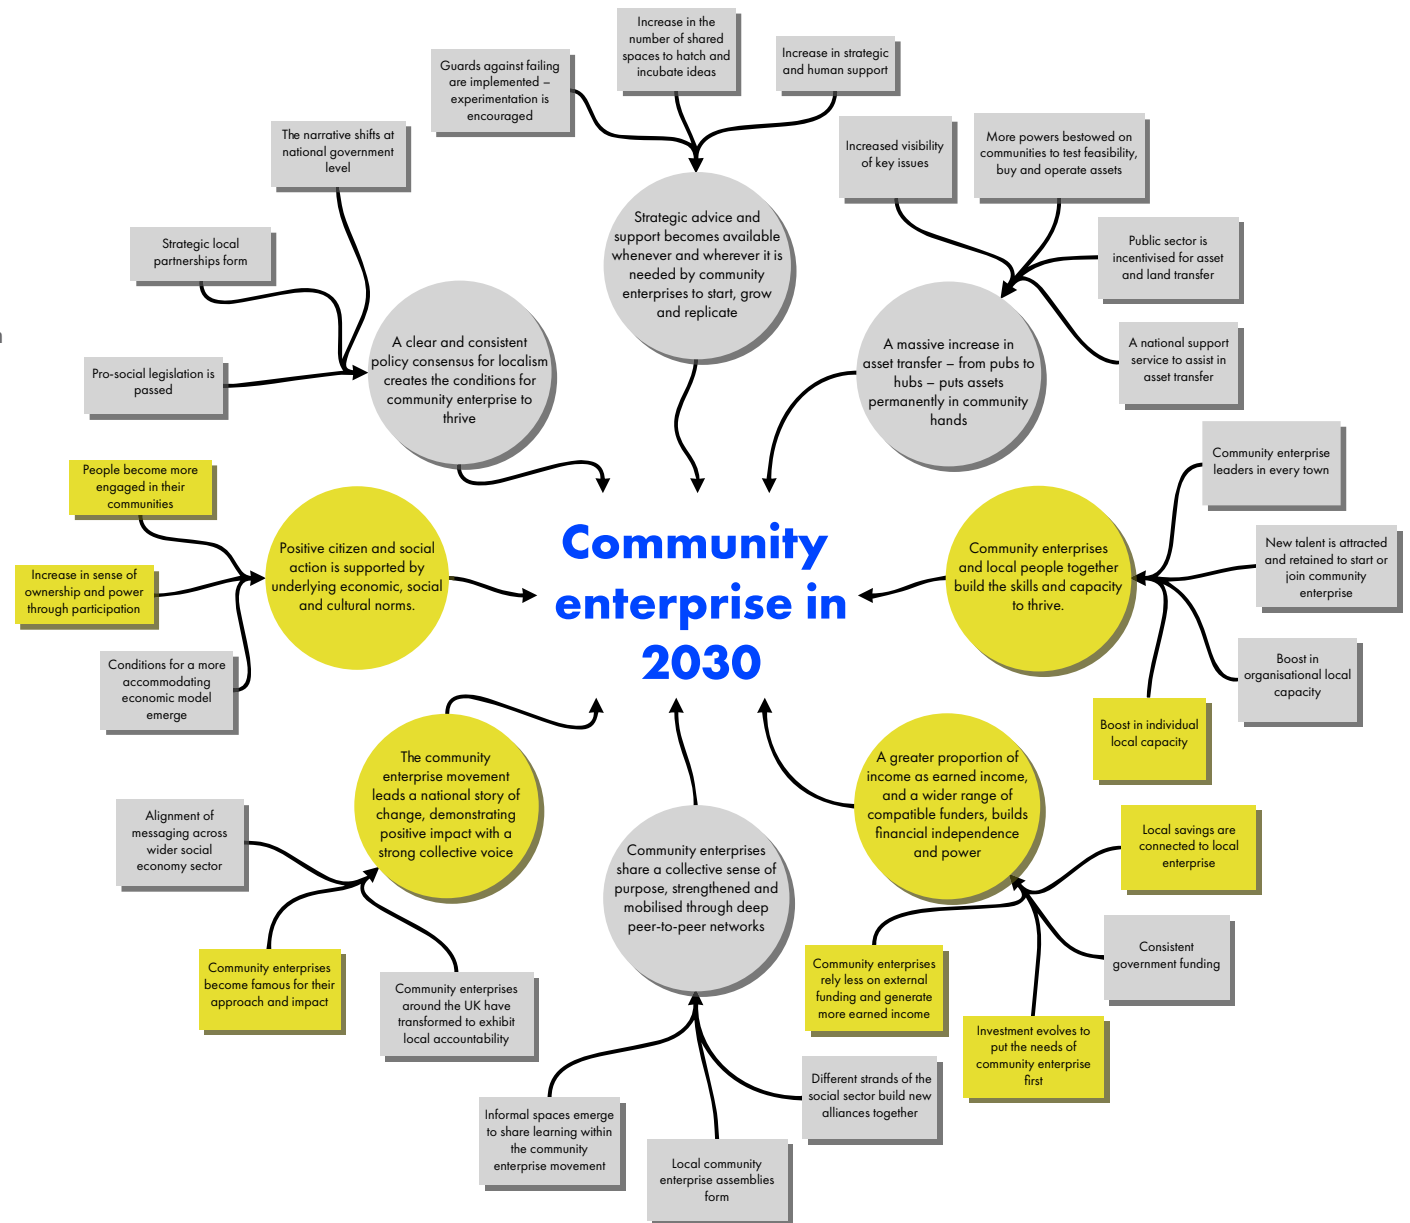 Increase in the
number of shared
spaces to hatch and
incubate ideas
Increase in strategic
and human support
Guards against failing
are implemented –
experimentation is
encouraged
The narrative shifts at
national government
level
Increased visibility
of key issues
More powers bestowed on
communities to test feasibility,
buy and operate assets
Strategic local
partnerships form
Strategic advice and
support becomes available
whenever and wherever it is
needed by community
enterprises to start, grow
and replicate
Public sector is
incentivised for asset
and land transfer
Pro-social legislation is
passed
A clear and consistent
policy consensus for localism
creates the conditions for
community enterprise to
thrive
A massive increase in
asset transfer – from pubs to
hubs – puts assets
permanently in community
hands
A national support
service to assist in
asset transfer
People become more
engaged in their
communities
Community enterprise
leaders in every town
Increase in sense of
ownership and power
through participation
Positive citizen and social
action is supported by
underlying economic, social
and cultural norms.
Community
enterprise in
2030
Community enterprises
and local people together
build the skills and capacity
to thrive.
New talent is attracted
and retained to start or
join community
enterprise
Conditions for a more
accommodating
economic model
emerge
Boost in
organisational local
capacity
Boost in individual
local capacity
The community
enterprise movement
leads a national story of
change, demonstrating
positive impact with a
strong collective voice
A greater proportion of
income as earned income,
and a wider range of
compatible funders, builds
financial independence
and power
Alignment of
messaging across
wider social
economy sector
Local savings are
connected to local
enterprise
Community enterprises
share a collective sense of
purpose, strengthened and
mobilised through deep
peer-to-peer networks
Community enterprises
become famous for their
approach and impact
Community enterprises
around the UK have
transformed to exhibit
local accountability
Community enterprises
rely less on external
funding and generate
more earned income
Consistent
government funding
Investment evolves to
put the needs of
community enterprise
first
Different strands of the
social sector build new
alliances together
Informal spaces emerge
to share learning within
the community
enterprise movement
Local community
enterprise assemblies
form